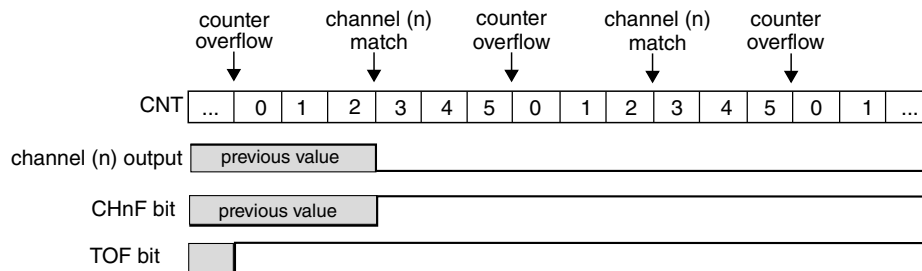 counter overflow
channel (n) match
counter overflow
channel (n) match
counter overflow
CNT ... 0 1 2 3 4 5 0 1 2 3 4 5 0 1 ...
channel (n) output previous value
CHnF bit previous value
TOF bit